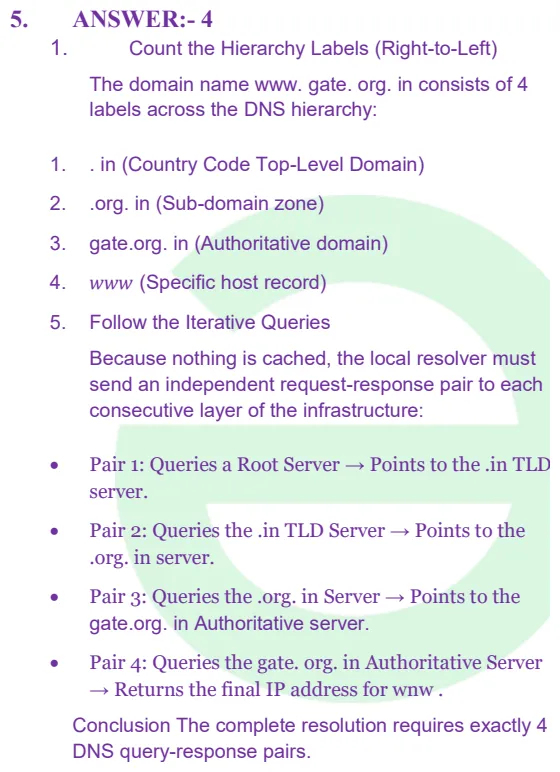 5. ANSWER:- 4
1. Count the Hierarchy Labels (Right-to-Left)
The domain name www. gate. org. in consists of 4
labels across the DNS hierarchy:
1. . in (Country Code Top-Level Domain)
2. .org. in (Sub-domain zone)
3. gate.org. in (Authoritative domain)
4. www (Specific host record)
5. Follow the Iterative Queries
Because nothing is cached, the local resolver must
send an independent request-response pair to each
consecutive layer of the infrastructure:
• Pair 1: Queries a Root Server → Points to the .in TLD
server.
• Pair 2: Queries the .in TLD Server → Points to the
.org. in server.
• Pair 3: Queries the .org. in Server → Points to the
gate.org. in Authoritative server.
• Pair 4: Queries the gate. org. in Authoritative Server
→ Returns the final IP address for wnw .
Conclusion The complete resolution requires exactly 4
DNS query-response pairs.